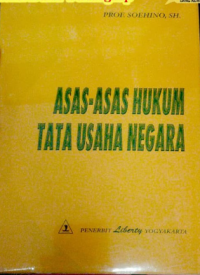 PROF. SOEHINO, SH.
ASAS-ASAS HUKUM
TATA USAHA NEGARA
PENERBIT Liberty YOGYAKARTA